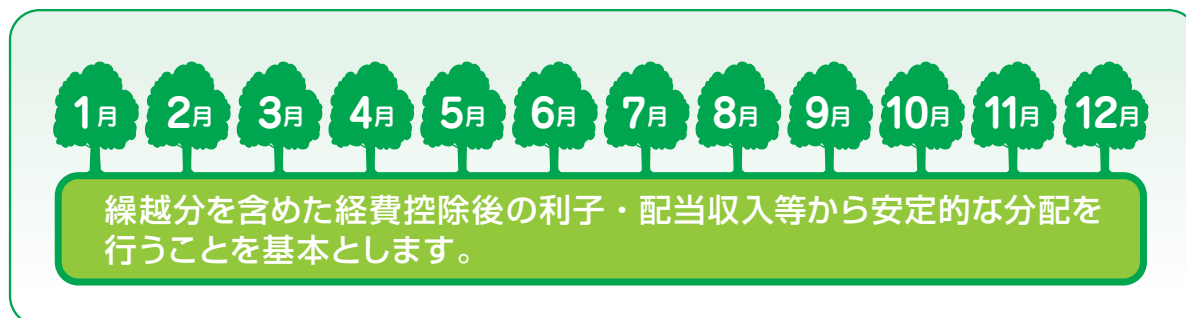 1月 2月 3月 4月 5月 6月 7月 8月 9月 10月 11月 12月
繰越分を含めた経費控除後の利子・配当収入等から安定的な分配を
行うことを基本とします。